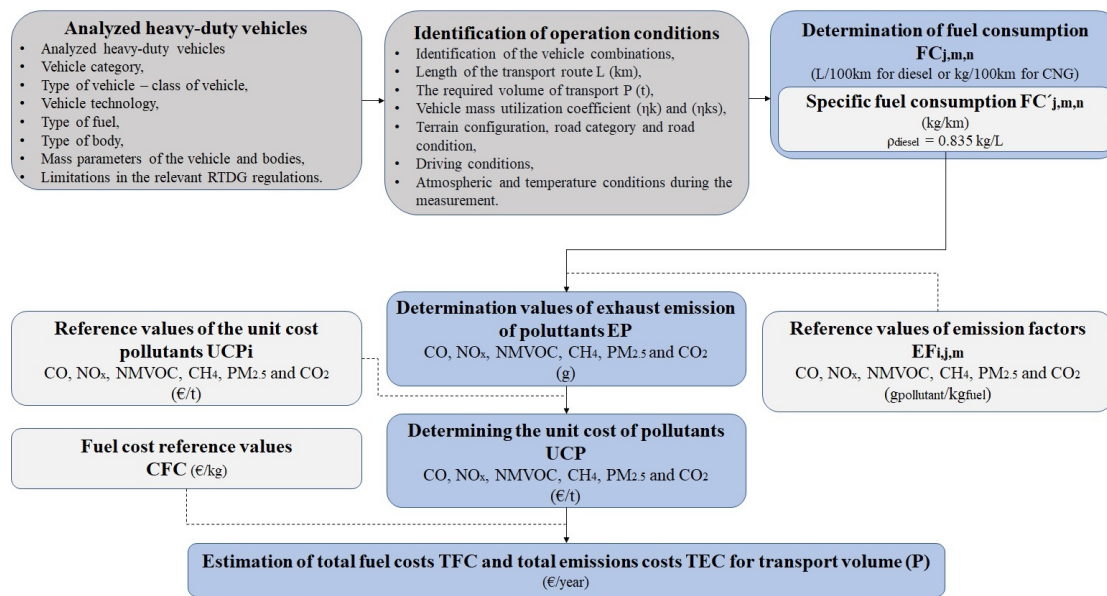 Analyzed heavy-duty vehicles
• Analyzed heavy-duty vehicles
• Vehicle category,
• Type of vehicle – class of vehicle,
• Vehicle technology,
• Type of fuel,
• Type of body,
• Mass parameters of the vehicle and bodies,
• Limitations in the relevant RTDG regulations.
Identification of operation conditions
• Identification of the vehicle combinations,
• Length of the transport route L (km),
• The required volume of transport P (t),
• Vehicle mass utilization coefficient (ηk) and (ηks),
• Terrain configuration, road category and road
condition,
• Driving conditions,
• Atmospheric and temperature conditions during the
measurement.
Determination of fuel consumption
FCj,m,n
(L/100km for diesel or kg/100km for CNG)
Specific fuel consumption FC´j,m,n
(kg/km)
ρdiesel = 0.835 kg/L
Determination values of exhaust emission
of poluttants EP
CO, NOx, NMVOC, CH4, PM2.5 and CO2
(g)
Reference values of the unit cost
pollutants UCPi
CO, NOx, NMVOC, CH4, PM2.5 and CO2
(€/t)
Reference values of emission factors
EFi,j,m
CO, NOx, NMVOC, CH4, PM2.5 and CO2
(gpollutant/kgfuel)
Fuel cost reference values
CFC (€/kg)
Determining the unit cost of pollutants
UCP
CO, NOx, NMVOC, CH4, PM2.5 and CO2
(€/t)
Estimation of total fuel costs TFC and total emissions costs TEC for transport volume (P)
(€/year)